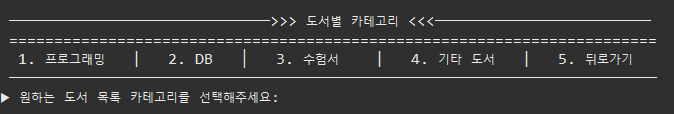 >>> 도서별 카테고리 <<<
1. 프로그래밍 | 2. DB | 3. 수험서 | 4. 기타 도서 | 5. 뒤로가기
▶ 원하는 도서 목록 카테고리를 선택해주세요: